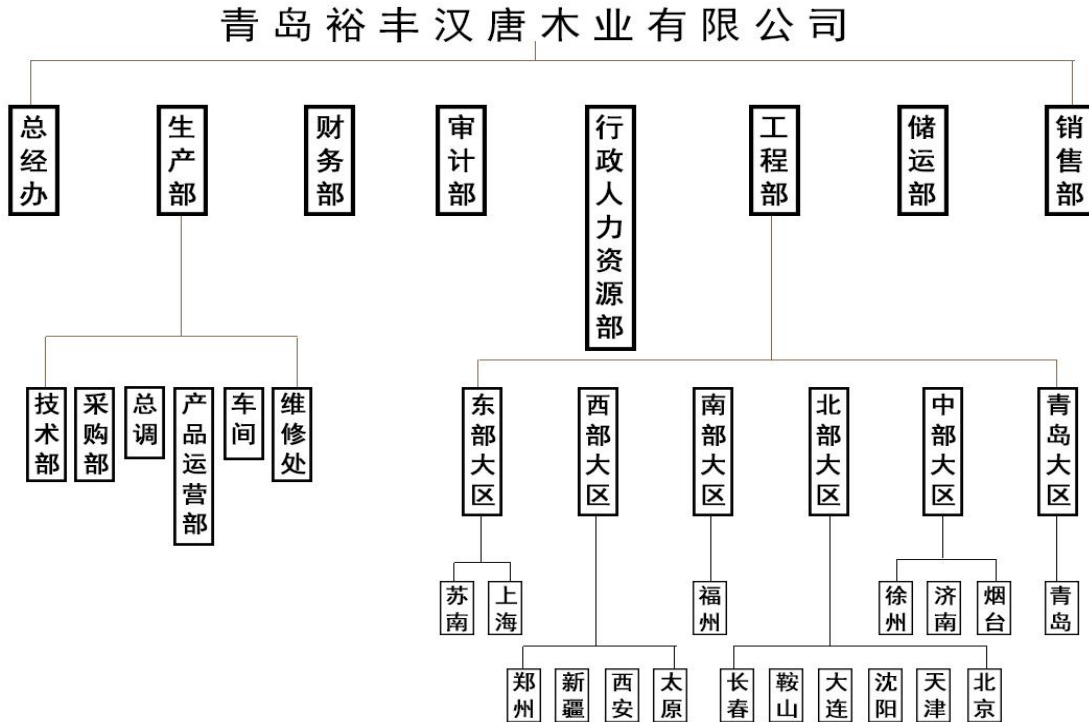 青岛裕丰汉唐木业有限公司
总经办
生产部
财务部
审计部
行政人力资源部
工程部
储运部
销售部
技术部
采购部
总调
产品运营部
车间
维修处
东部大区
西部大区
南部大区
北部大区
中部大区
青岛大区
苏南
上海
福州
徐州
济南
烟台
青岛
郑州
新疆
西安
太原
长春
鞍山
大连
沈阳
天津
北京